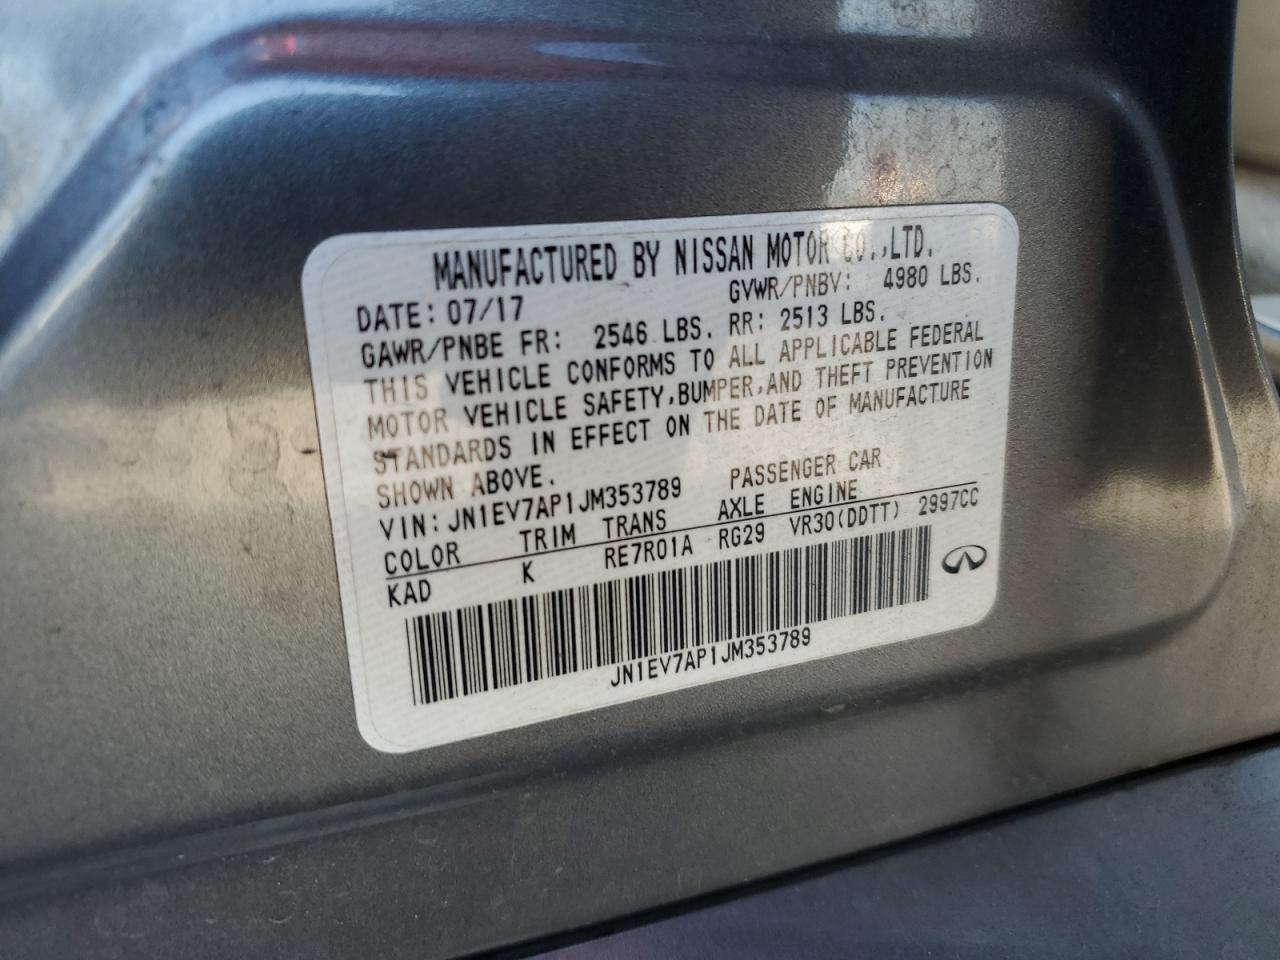 MANUFACTURED BY NISSAN MOTOR CO.,LTD.
DATE: 07/17 GVWR/PNBV: 4980 LBS.
GAWR/PNBE FR: 2546 LBS. RR: 2513 LBS.
THIS VEHICLE CONFORMS TO ALL APPLICABLE FEDERAL
MOTOR VEHICLE SAFETY,BUMPER,AND THEFT PREVENTION
STANDARDS IN EFFECT ON THE DATE OF MANUFACTURE
SHOWN ABOVE.
VIN: JN1EV7AP1JM353789 PASSENGER CAR
COLOR TRIM TRANS AXLE ENGINE
KAD K RE7R01A RG29 VR30(DDTT) 2997CC
JN1EV7AP1JM353789